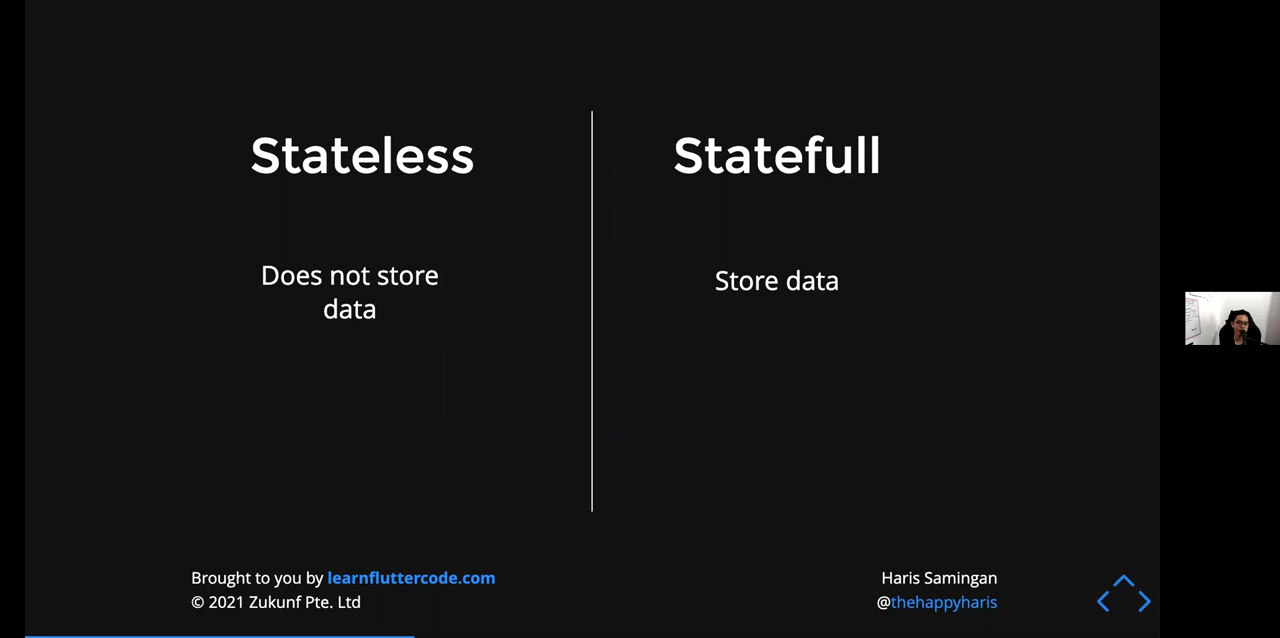 Stateless
Does not store
data
Statefull
Store data
Brought to you by learnfluttercode.com
© 2021 Zukunf Pte. Ltd
Haris Samingan
@thehappyharis